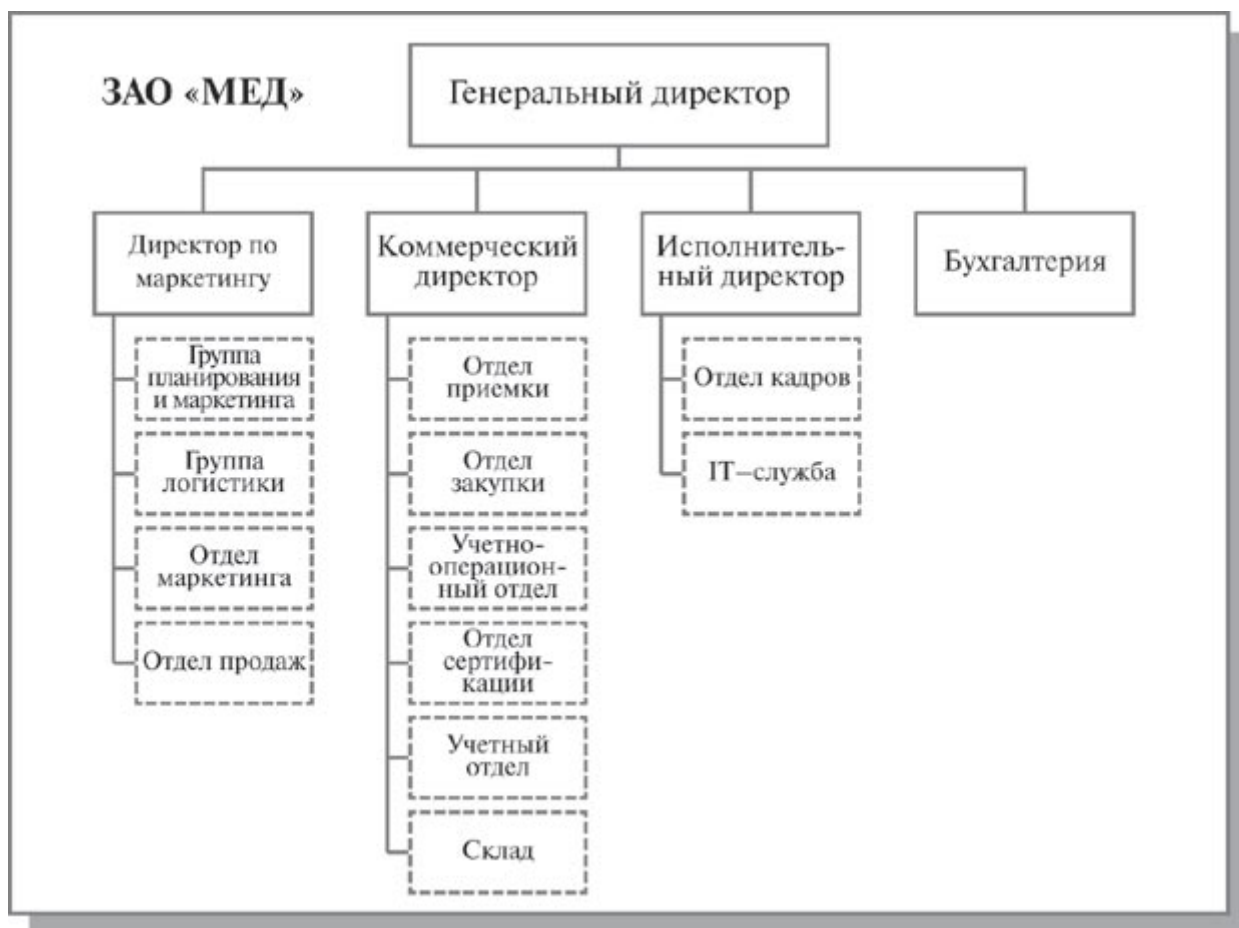 ЗАО «МЕД»
Генеральный директор
Директор по
маркетингу
Коммерческий
директор
Исполнитель-
ный директор
Бухгалтерия
Группа
планирования
и маркетинга
Группа
логистики
Отдел
маркетинга
Отдел продаж
Отдел
приемки
Отдел
закупки
Учетно-
операцион-
ный отдел
Отдел
сертифи-
кации
Учетный
отдел
Склад
Отдел кадров
IT–служба